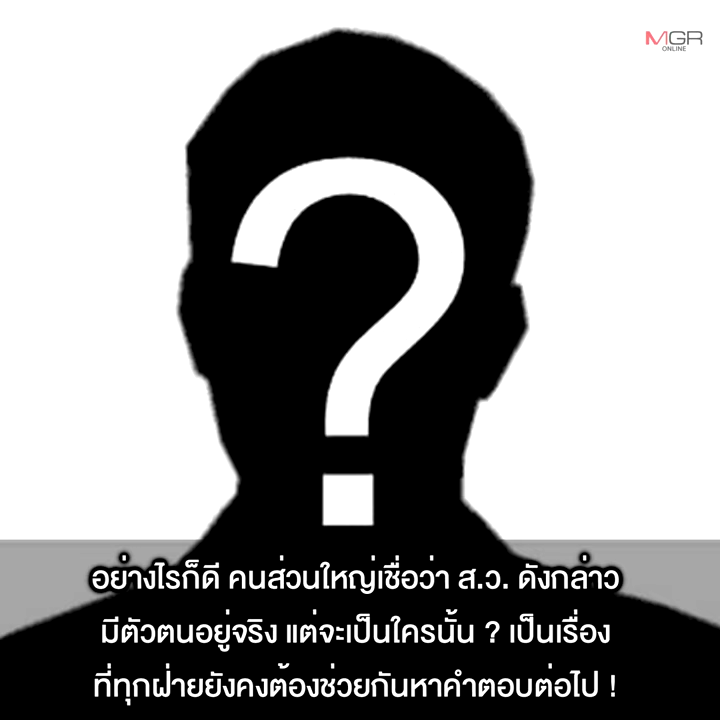 MGR
ONLINE
?
อย่างไรก็ดี คนส่วนใหญ่เชื่อว่า ส.ว. ดังกล่าว
มีตัวตนอยู่จริง แต่จะเป็นใครนั้น ? เป็นเรื่อง
ที่ทุกฝ่ายยังคงต้องช่วยกันหาคำตอบต่อไป !